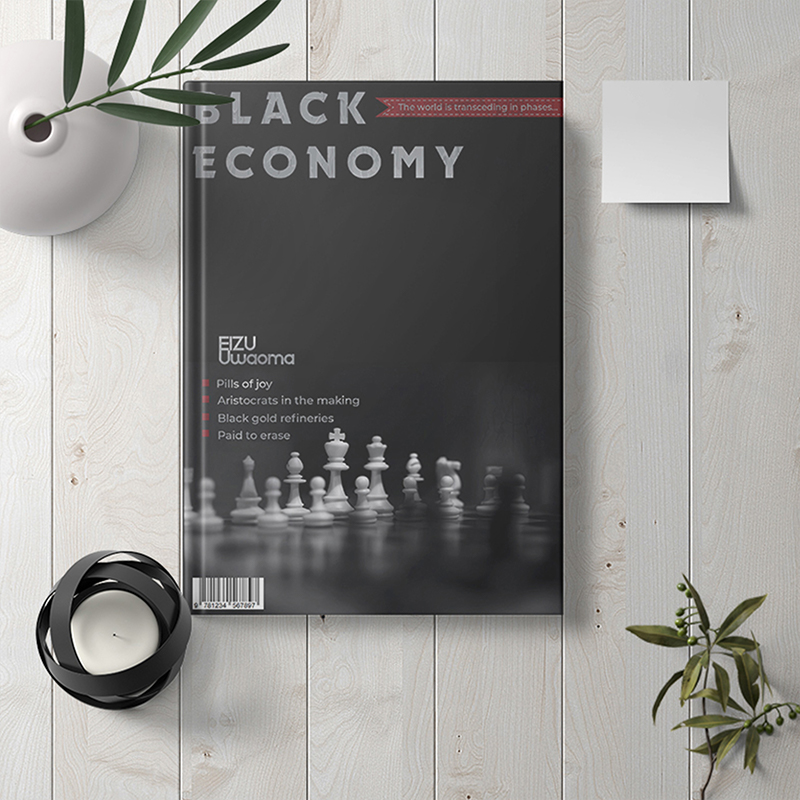 BLACK
The world is transceding in phases...
ECONOMY
EIZU
Uwaoma
Pills of joy
Aristocrats in the making
Black gold refineries
Paid to erase
9 781234 567897